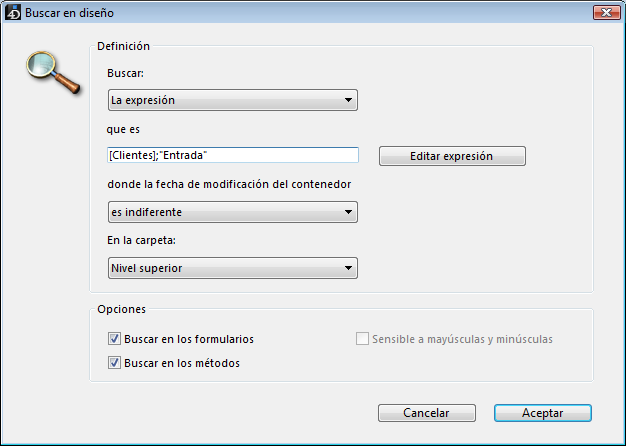 Buscar en diseño
Definición
Buscar:
La expresión
que es
[Clientes];"Entrada"
Editar expresión
donde la fecha de modificación del contenedor
es indiferente
En la carpeta:
Nivel superior
Opciones
Buscar en los formularios
Sensible a mayúsculas y minúsculas
Buscar en los métodos
Cancelar
Aceptar